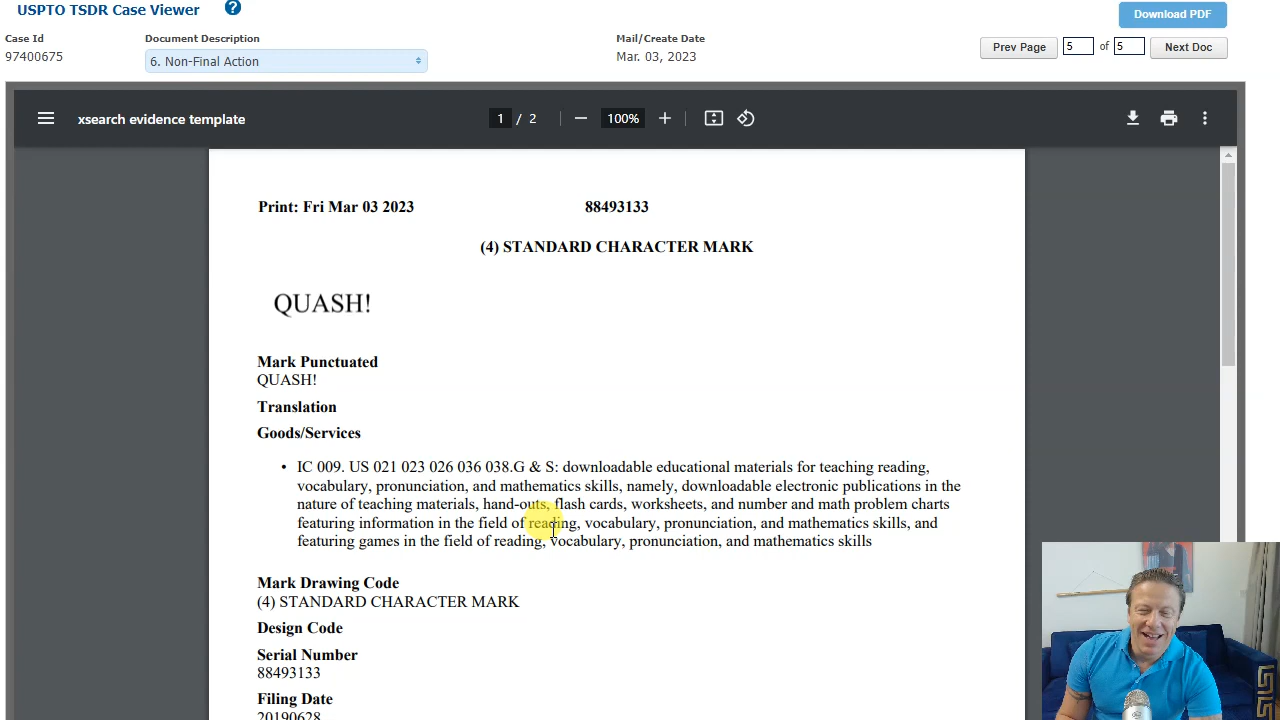 USPTO TSDR Case Viewer ?
Download PDF
Case Id
Document Description
Mail/Create Date
97400675
6. Non-Final Action
Mar. 03, 2023
Prev Page 5 of 5 Next Doc
xsearch evidence template
1 / 2
100%
Print: Fri Mar 03 2023
88493133
(4) STANDARD CHARACTER MARK
QUASH!
Mark Punctuated
QUASH!
Translation
Goods/Services
• IC 009. US 021 023 026 036 038.G & S: downloadable educational materials for teaching reading,
vocabulary, pronunciation, and mathematics skills, namely, downloadable electronic publications in the
nature of teaching materials, hand-outs, flash cards, worksheets, and number and math problem charts
featuring information in the field of reading, vocabulary, pronunciation, and mathematics skills, and
featuring games in the field of reading, vocabulary, pronunciation, and mathematics skills
Mark Drawing Code
(4) STANDARD CHARACTER MARK
Design Code
Serial Number
88493133
Filing Date
20190628